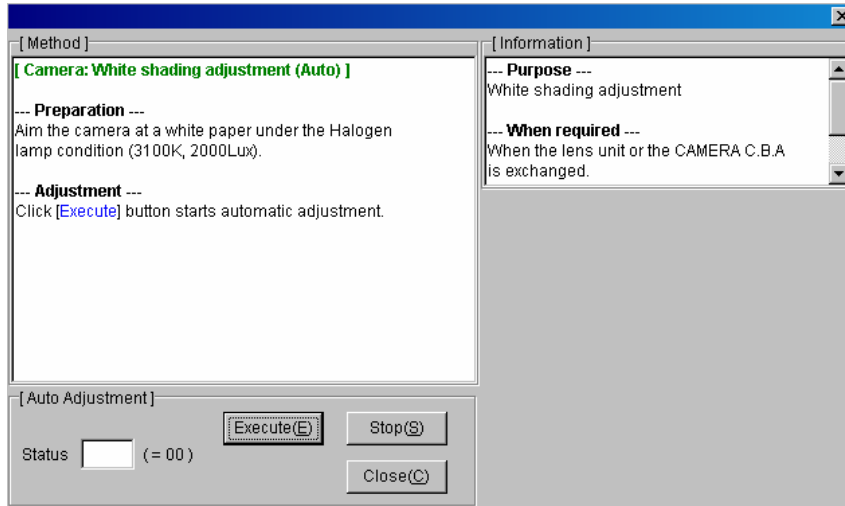 [ Method ]
[ Camera: White shading adjustment (Auto) ]
--- Preparation ---
Aim the camera at a white paper under the Halogen
lamp condition (3100K, 2000Lux).
--- Adjustment ---
Click [Execute] button starts automatic adjustment.
[ Information ]
--- Purpose ---
White shading adjustment
--- When required ---
When the lens unit or the CAMERA C.B.A
is exchanged.
[ Auto Adjustment ]
Execute(E) Stop(S)
Status (= 00 )
Close(C)